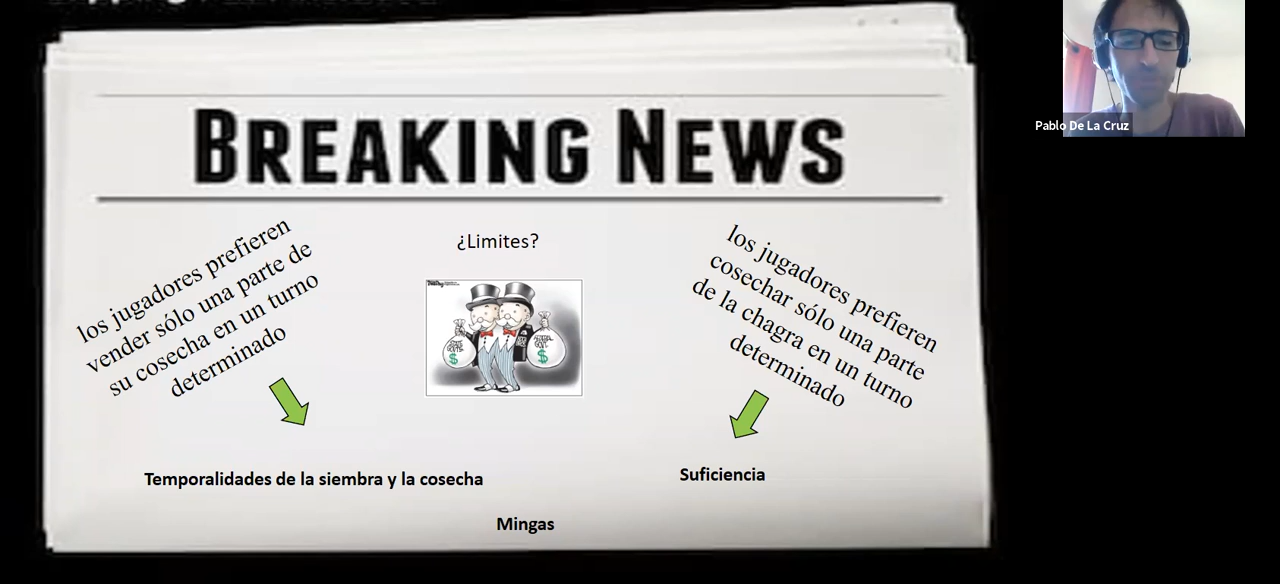 BREAKING NEWS
los jugadores prefieren
vender sólo una parte de
su cosecha en un turno
determinado
¿Limites?
$
$
los jugadores prefieren
cosechar sólo una parte
de la chagra en un turno
determinado
Temporalidades de la siembra y la cosecha
Suficiencia
Mingas
Pablo De La Cruz